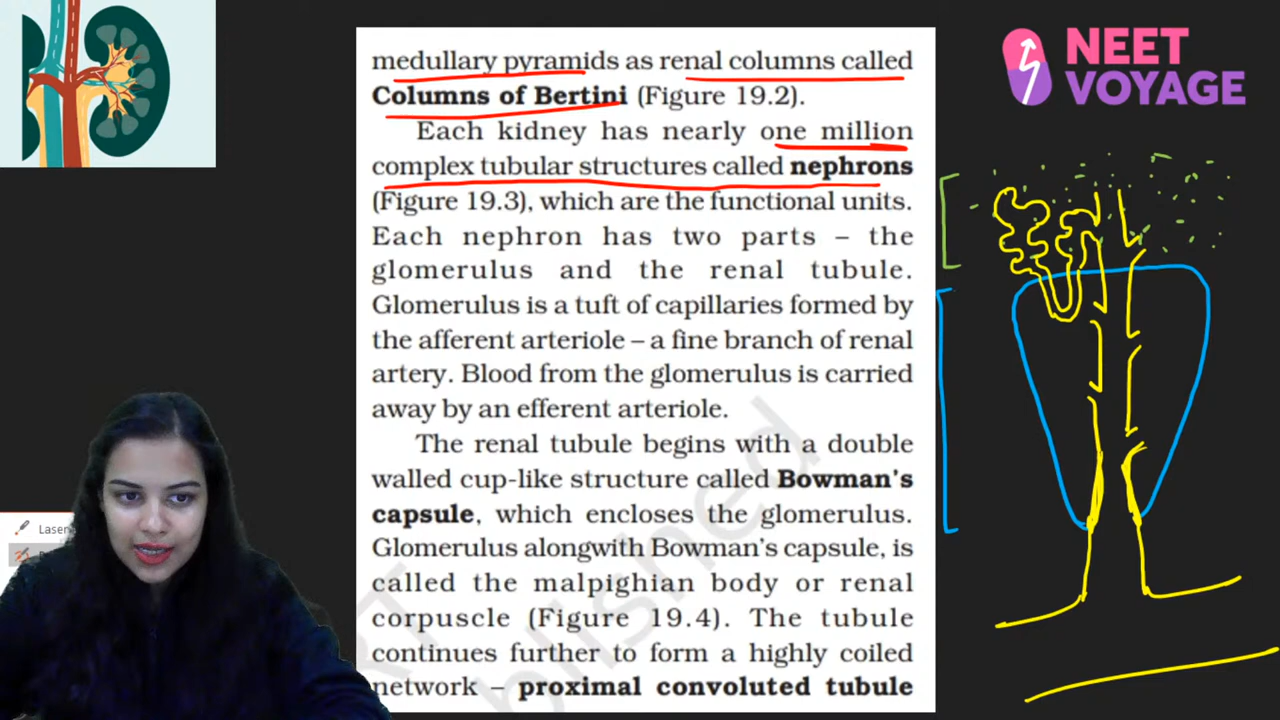 medullary pyramids as renal columns called
Columns of Bertini (Figure 19.2).
Each kidney has nearly one million
complex tubular structures called nephrons
(Figure 19.3), which are the functional units.
Each nephron has two parts – the
glomerulus and the renal tubule.
Glomerulus is a tuft of capillaries formed by
the afferent arteriole – a fine branch of renal
artery. Blood from the glomerulus is carried
away by an efferent arteriole.
The renal tubule begins with a double
walled cup-like structure called Bowman's
capsule, which encloses the glomerulus.
Glomerulus alongwith Bowman's capsule, is
called the malpighian body or renal
corpuscle (Figure 19.4). The tubule
continues further to form a highly coiled
network – proximal convoluted tubule
NEET
VOYAGE